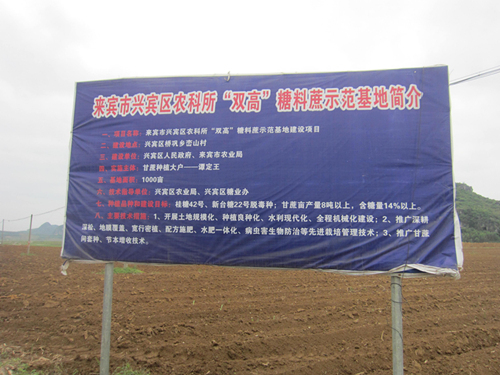 来宾市兴宾区农科所“双高”糖料蔗示范基地简介
一、项目名称：来宾市兴宾区农科所“双高”糖料蔗示范基地建设项目
二、建设地点：兴宾区桥巩乡雷山村
三、建设单位：兴宾区人民政府、来宾市农业局
四、实施主体：甘蔗种植大户——谭定王
五、基地面积：1000亩
六、技术指导单位：兴宾区农业局、兴宾区糖业办
七、品种选择和建设目标：桂糖42号、新台糖22号脱毒种；甘蔗亩产量8吨以上，含糖量14%以上。
八、主要技术措施：1、开展土地规模化、种植良种化、水利现代化、全程机械化建设；2、推广深耕
深松、地膜覆盖、宽行密植、配方施肥、水肥一体化、病虫害生物防治等先进栽培管理技术；3、推广甘蔗
间套种、节本增收技术。